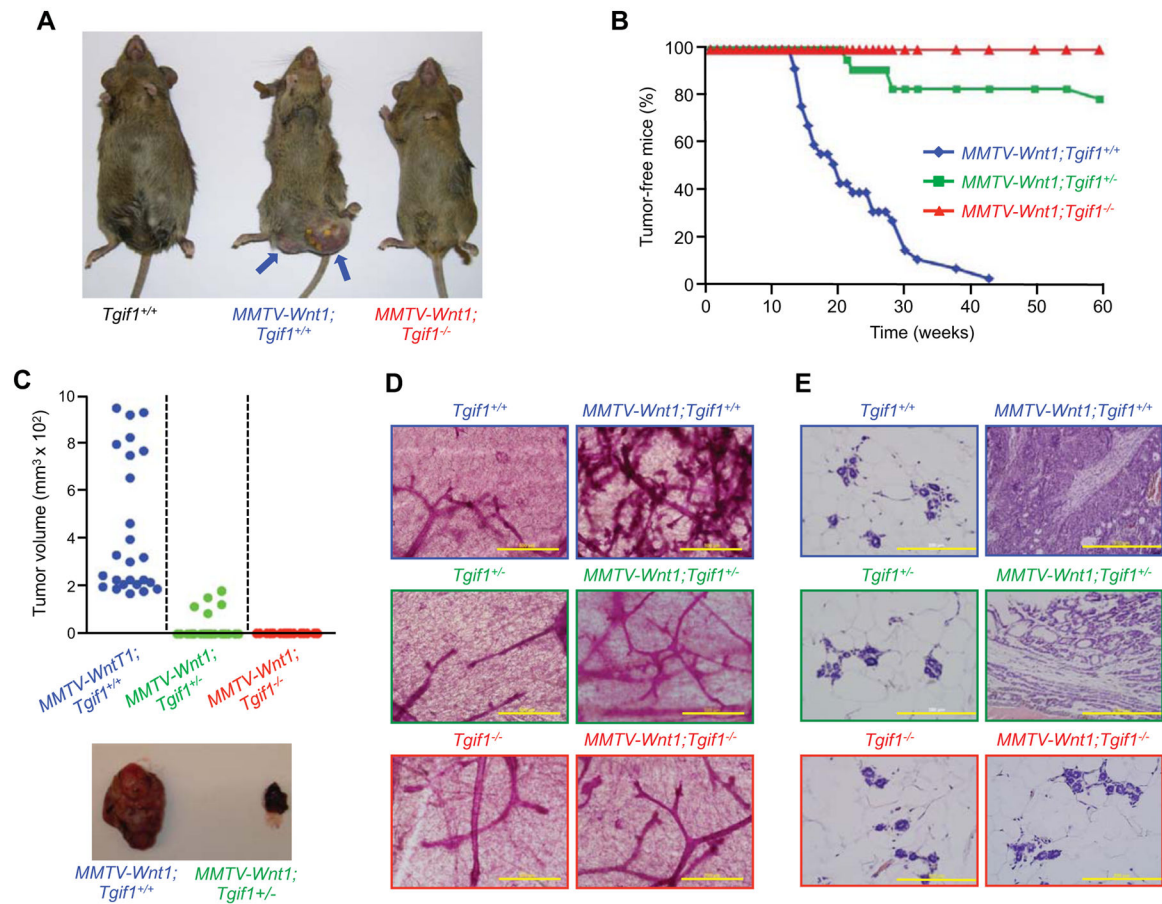 A
Tgif1+/+
MMTV-Wnt1;
Tgif1+/+
MMTV-Wnt1;
Tgif1-/-
B
Tumor-free mice (%)
100
80
60
40
20
0
0
10
20
30
40
50
60
Time (weeks)
MMTV-Wnt1;Tgif1+/+
MMTV-Wnt1;Tgif1+/-
MMTV-Wnt1;Tgif1-/-
C
Tumor volume (mm³ x 10²)
10
8
6
4
2
0
MMTV-WntT1;
Tgif1+/+
MMTV-Wnt1;
Tgif1+/-
MMTV-Wnt1;
Tgif1-/-
MMTV-Wnt1;
Tgif1+/+
MMTV-Wnt1;
Tgif1+/-
D
Tgif1+/+
MMTV-Wnt1;Tgif1+/+
Tgif1+/-
MMTV-Wnt1;Tgif1+/-
Tgif1-/-
MMTV-Wnt1;Tgif1-/-
E
Tgif1+/+
MMTV-Wnt1;Tgif1+/+
Tgif1+/-
MMTV-Wnt1;Tgif1+/-
Tgif1-/-
MMTV-Wnt1;Tgif1-/-